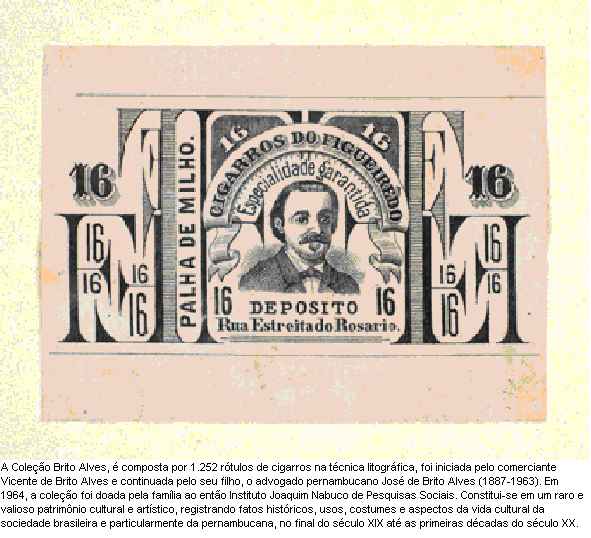 16
16
CIGARROS DO FIGUEIRÊDO
Especialidade Garantida
PALHA DE MILHO.
16
16
16
16
16
16
16
16
16
16
16
DEPOSITO
16
Rua Estreita do Rosario.
A Coleção Brito Alves, é composta por 1.252 rótulos de cigarros na técnica litográfica, foi iniciada pelo comerciante
Vicente de Brito Alves e continuada pelo seu filho, o advogado pernambucano José de Brito Alves (1887-1963). Em
1964, a coleção foi doada pela família ao então Instituto Joaquim Nabuco de Pesquisas Sociais. Constitui-se em um raro e
valioso patrimônio cultural e artístico, registrando fatos históricos, usos, costumes e aspectos da vida cultural da
sociedade brasileira e particularmente da pernambucana, no final do século XIX até as primeiras décadas do século XX.